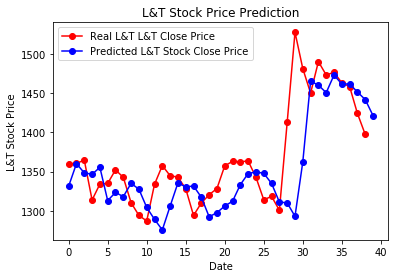 L&T Stock Price Prediction
Real L&T L&T Close Price
Predicted L&T Stock Close Price
L&T Stock Price
1500
1450
1400
1350
1300
0 5 10 15 20 25 30 35 40
Date